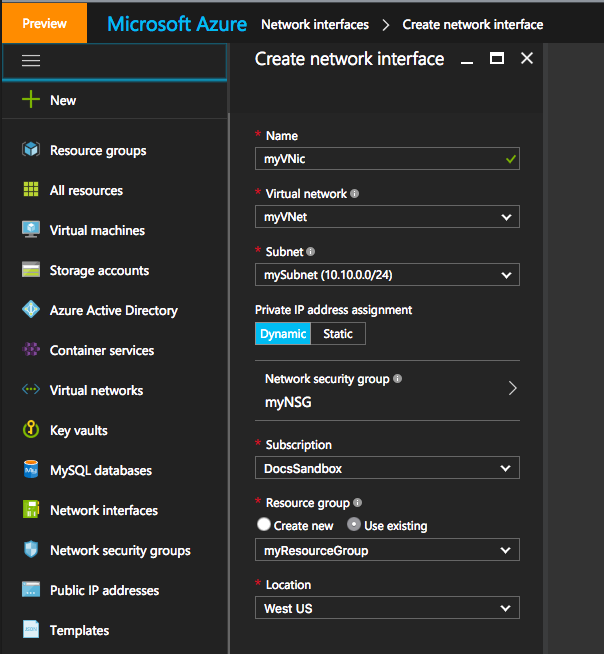 Preview
Microsoft Azure Network interfaces > Create network interface
Create network interface
New
Resource groups
All resources
Virtual machines
Storage accounts
Azure Active Directory
Container services
Virtual networks
Key vaults
MySQL databases
Network interfaces
Network security groups
Public IP addresses
Templates
* Name
myVNic
* Virtual network
myVNet
* Subnet
mySubnet (10.10.0.0/24)
Private IP address assignment
Dynamic Static
Network security group
myNSG
* Subscription
DocsSandbox
* Resource group
Create new Use existing
myResourceGroup
* Location
West US